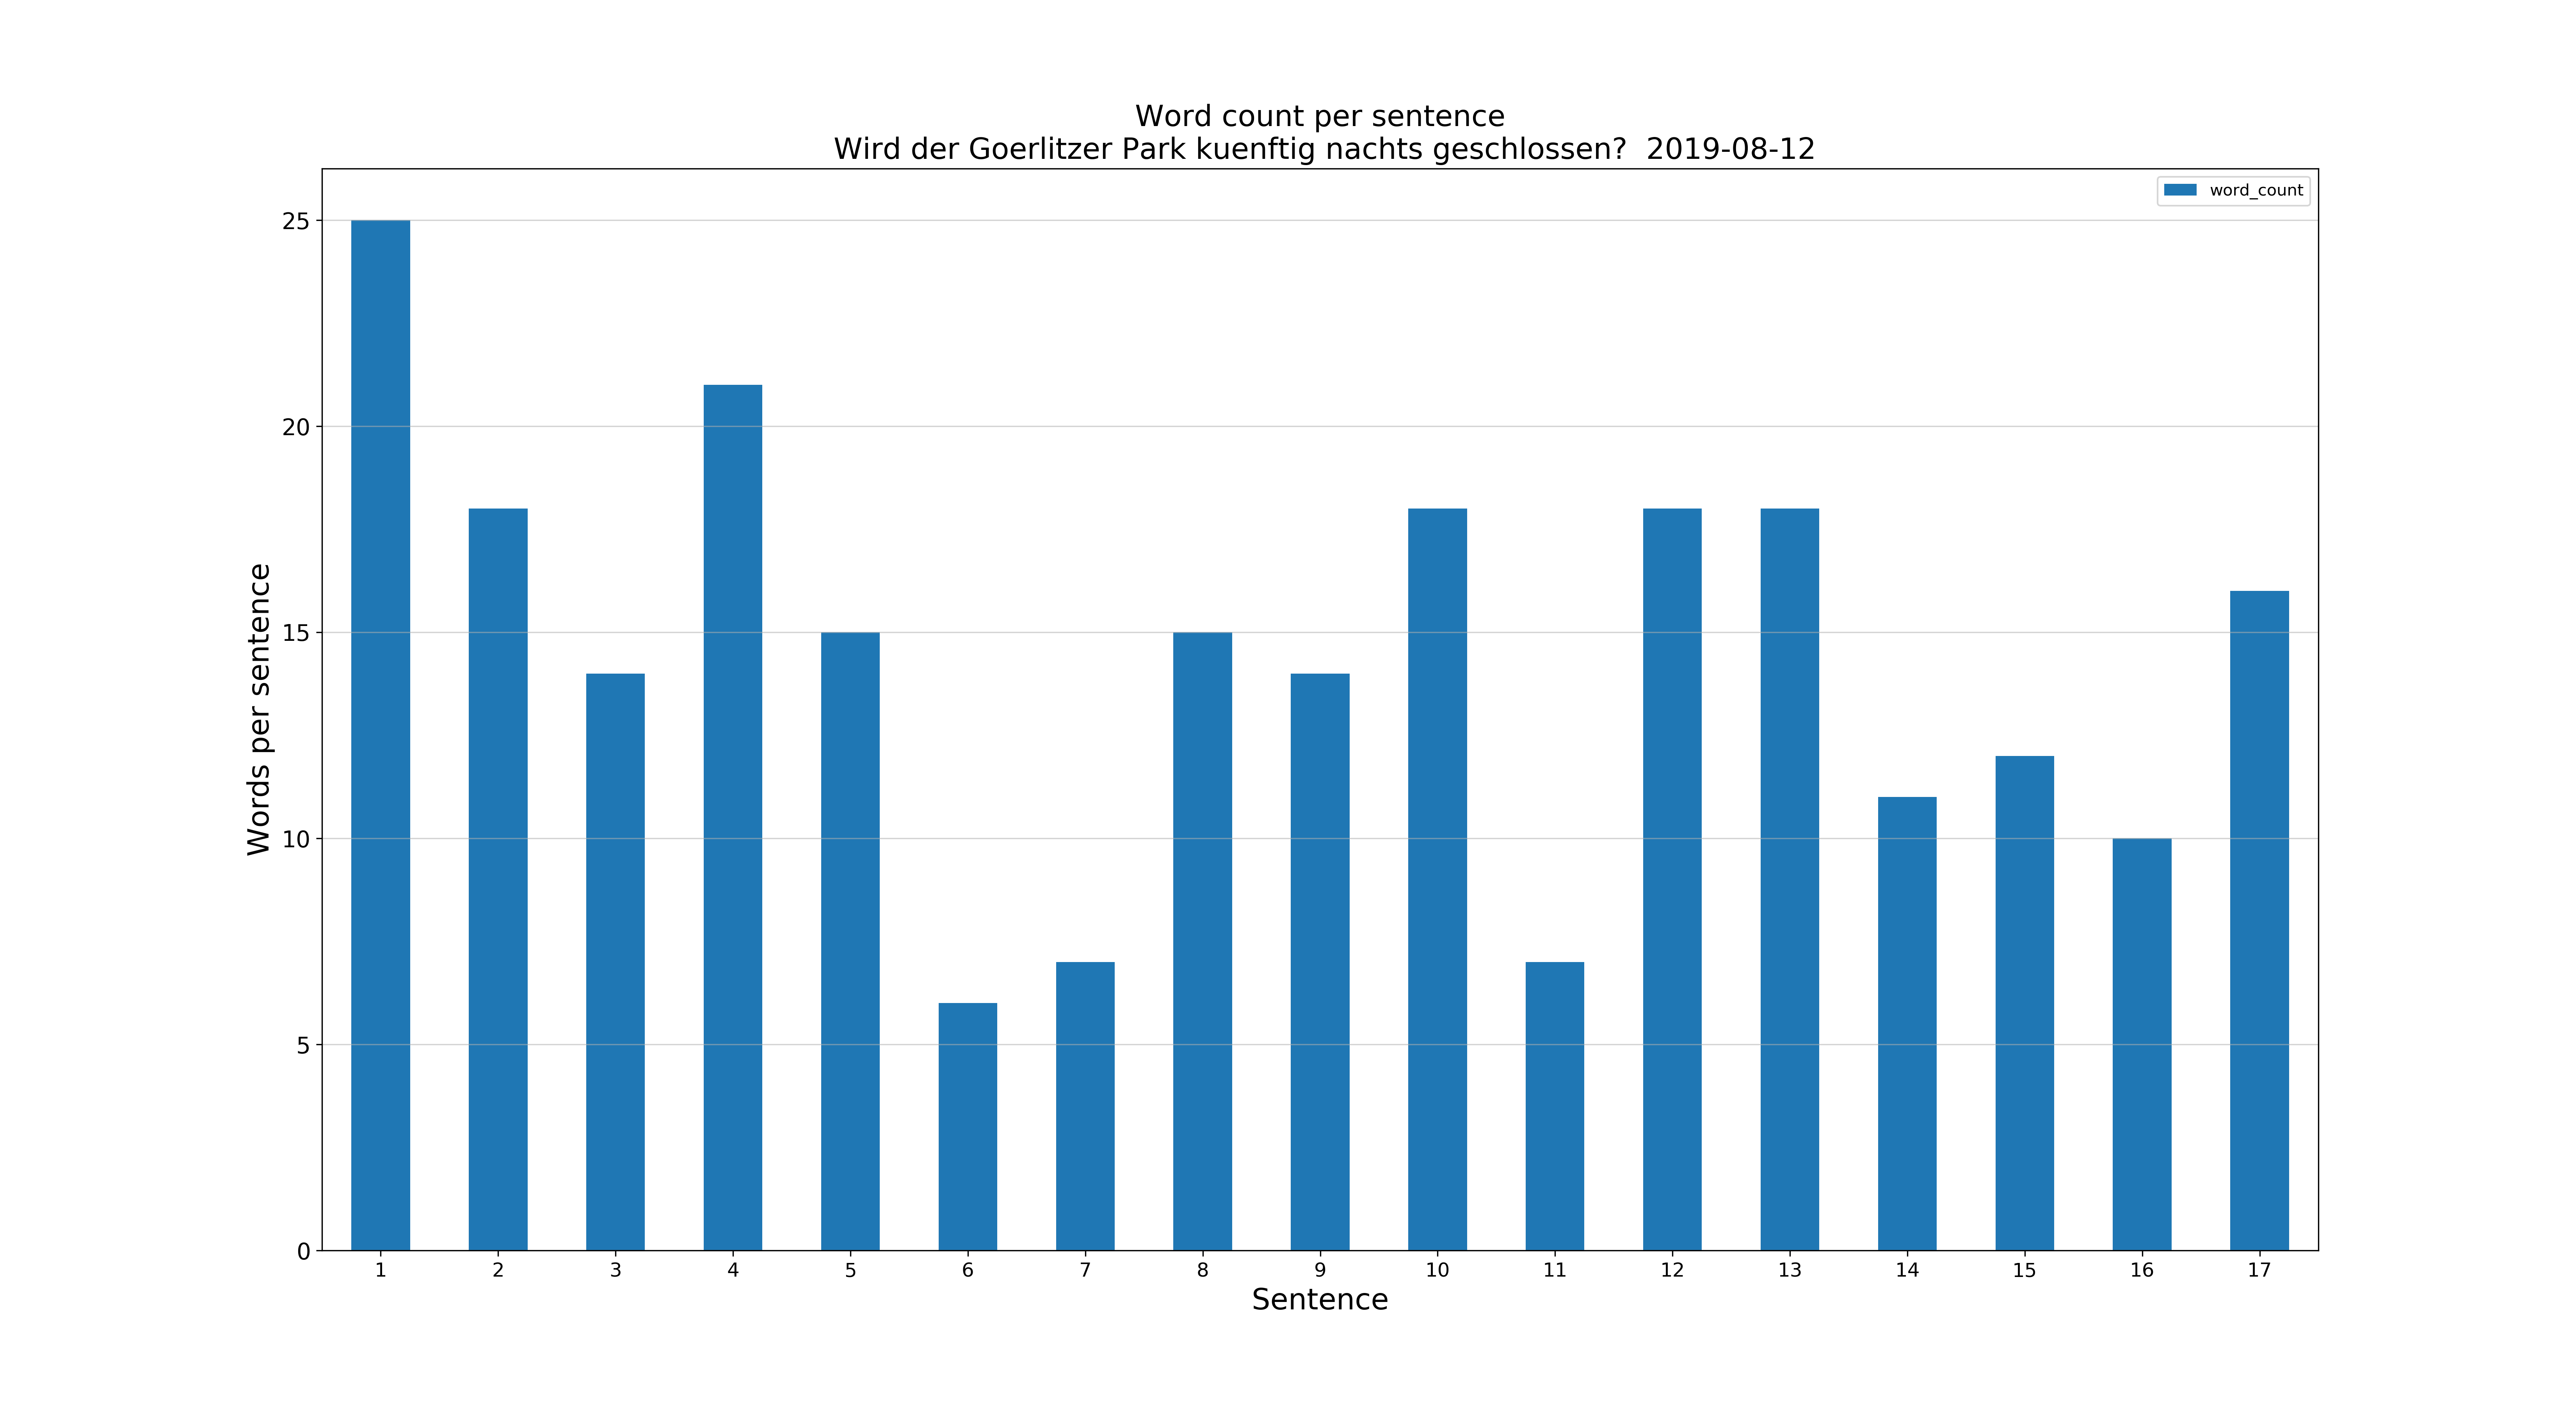 Word count per sentence
Wird der Goerlitzer Park kuenftig nachts geschlossen?  2019-08-12
word_count
Words per sentence
25
20
15
10
5
0
1 2 3 4 5 6 7 8 9 10 11 12 13 14 15 16 17
Sentence